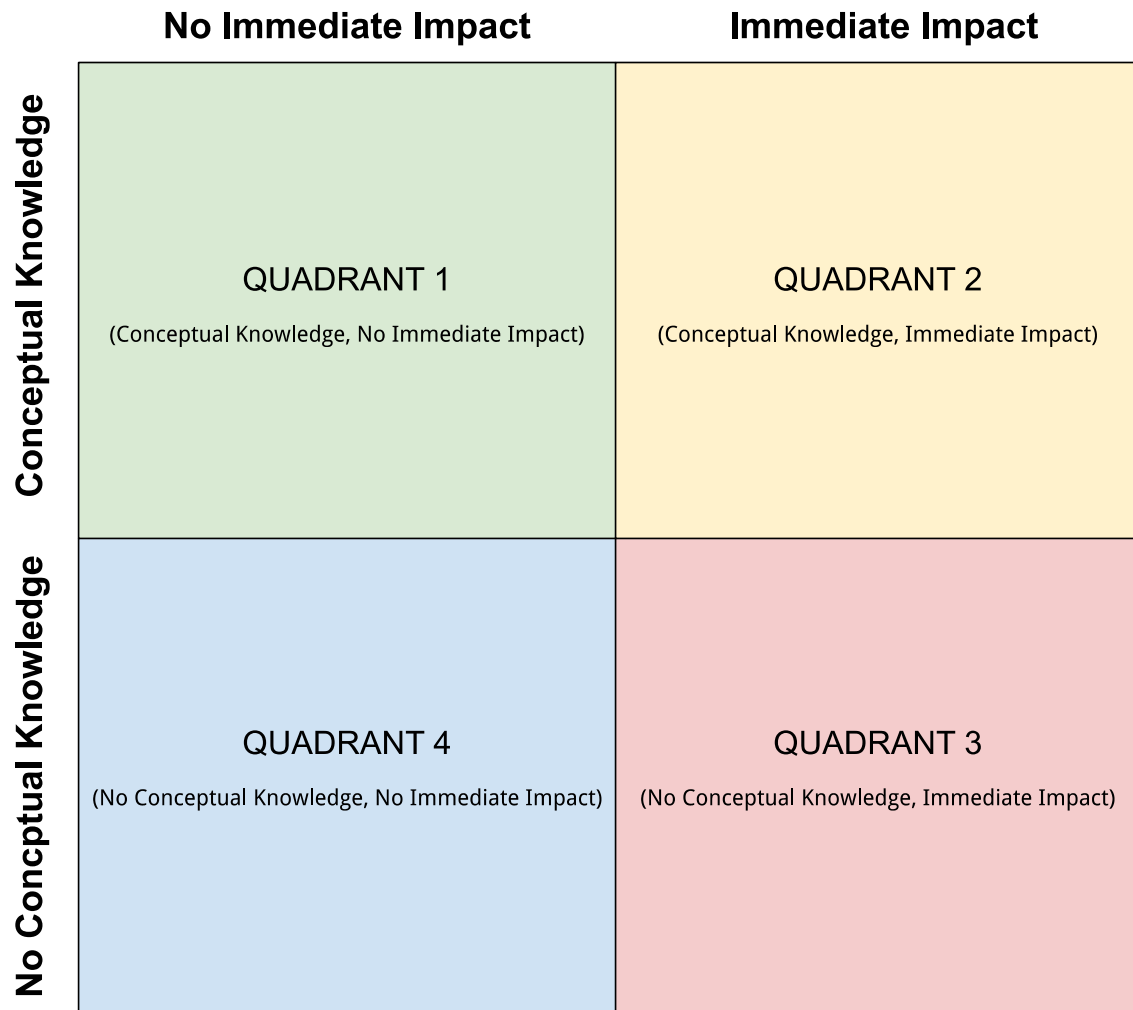 No Immediate Impact
Immediate Impact
Conceptual Knowledge
QUADRANT 1
(Conceptual Knowledge, No Immediate Impact)
QUADRANT 2
(Conceptual Knowledge, Immediate Impact)
No Concptual Knowledge
QUADRANT 4
(No Conceptual Knowledge, No Immediate Impact)
QUADRANT 3
(No Conceptual Knowledge, Immediate Impact)